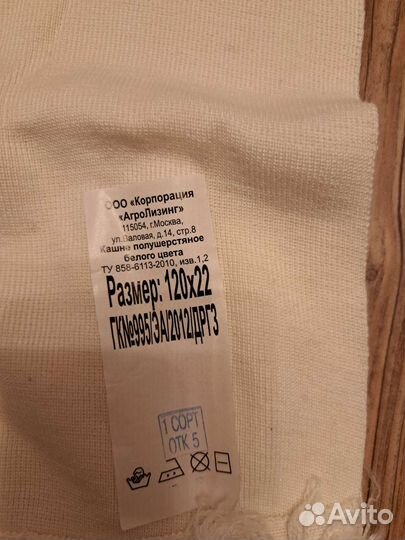 ООО «Корпорация
«АгроЛизинг»
115054, г.Москва,
ул.Валовая, д.14, стр.8
Кашне полушерстяное
белого цвета
ТУ 858-6113-2010, изв.1,2
Размер: 120х22
ГК№995/ЭА/2012/ДРГЗ
1 СОРТ
ОТК 5
Avito